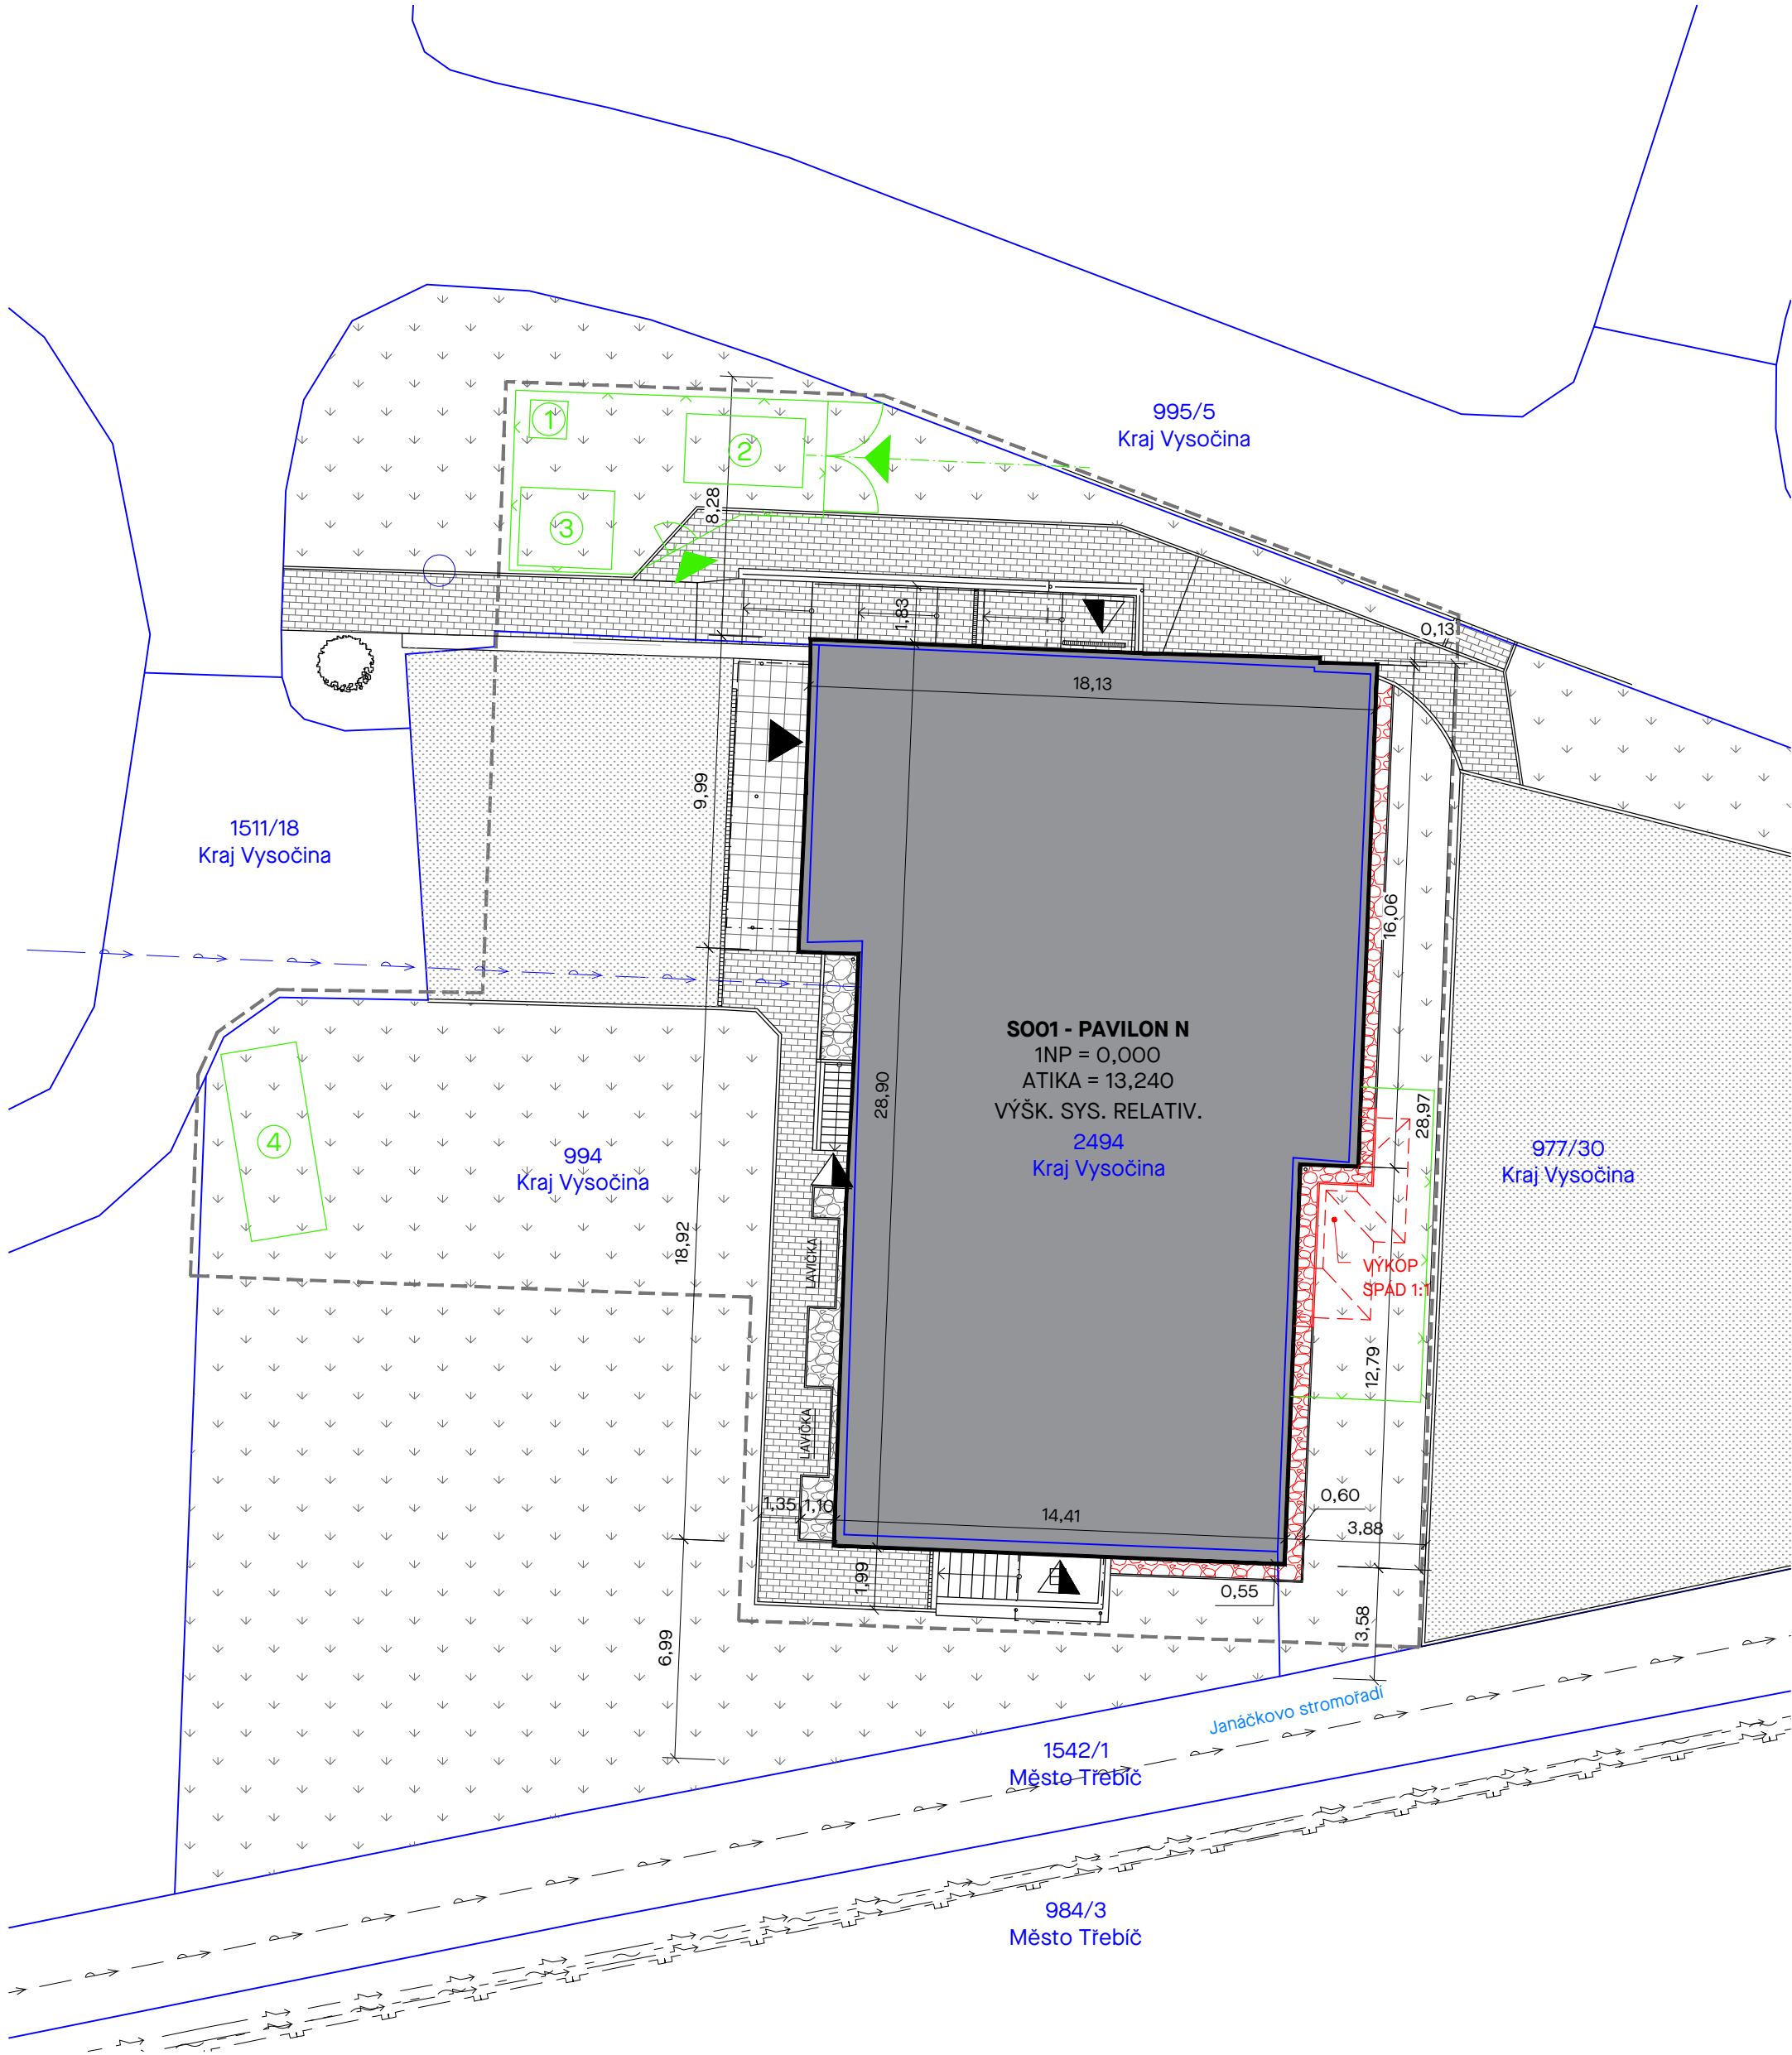 995/5
Kraj Vysočina
1
2
3
8,28
1,83
0,13
18,13
9,99
1511/18
Kraj Vysočina
16,06
SO01 - PAVILON N
1NP = 0,000
ATIKA = 13,240
VÝŠK. SYS. RELATIV.
2494
Kraj Vysočina
28,90
28,97
4
994
Kraj Vysočina
977/30
Kraj Vysočina
18,92
LAVIČKA
VÝKOP
SPÁD 1:1
12,79
LAVIČKA
1,35
1,10
14,41
0,60
3,88
1,99
0,55
6,99
3,58
Janáčkovo stromořadí
1542/1
Město Třebíč
984/3
Město Třebíč